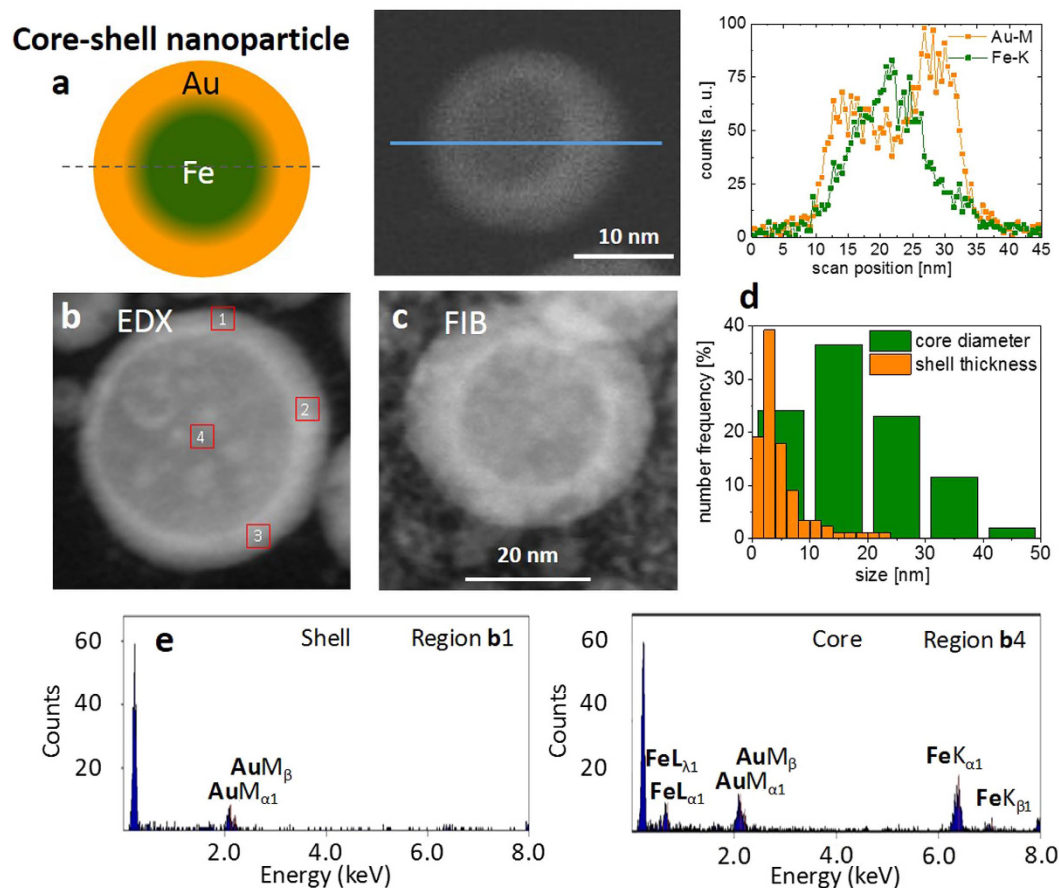 Core-shell nanoparticle
a
Au
Fe
10 nm
counts [a. u.]
100
75
50
25
0
Au-M
Fe-K
0 5 10 15 20 25 30 35 40 45
scan position [nm]
b EDX
1
2
4
3
c FIB
20 nm
d
number frequency [%]
40
30
20
10
0
core diameter
shell thickness
0 10 20 30 40 50
size [nm]
e Shell Region b1
Counts
60
40
20
AuMβ
AuMα1
2.0 4.0 6.0 8.0
Energy (keV)
Core Region b4
Counts
60
40
20
FeLλ1
FeLα1
AuMβ
AuMα1
FeKα1
FeKβ1
2.0 4.0 6.0 8.0
Energy (keV)